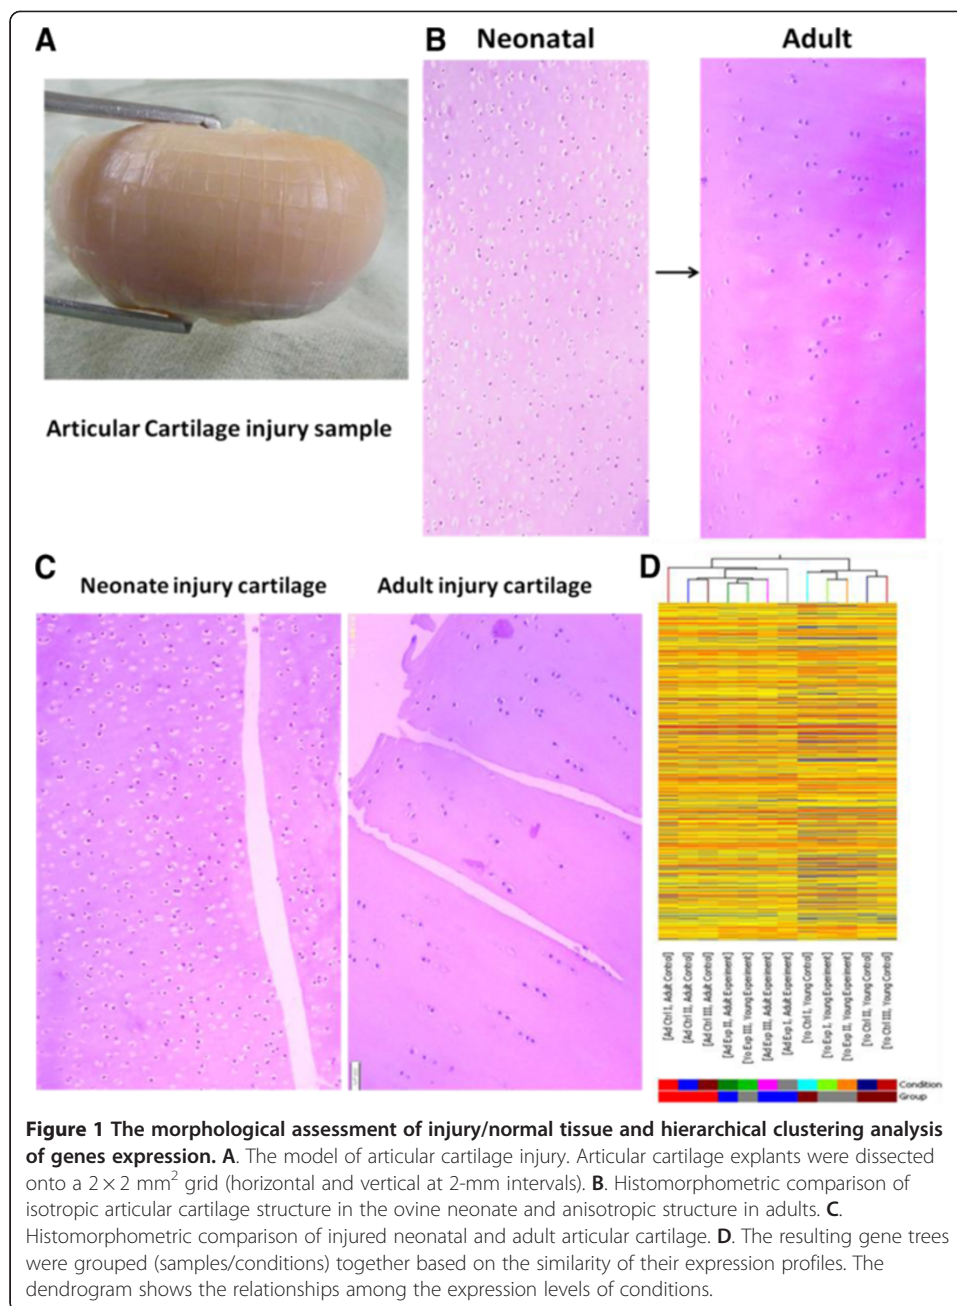 A
B
Neonatal
Adult
Articular Cartilage injury sample
C
Neonate injury cartilage
Adult injury cartilage
D
[Ad Ctrl I, Adult Control]
[Ad Ctrl II, Adult Control]
[Ad Ctrl III, Adult Control]
[Ad Exp II, Adult Experiment]
[Yo Exp III, Young Experiment]
[Ad Exp III, Adult Experiment]
[Ad Exp I, Adult Experiment]
[Yo Ctrl I, Young Control]
[Yo Exp I, Young Experiment]
[Yo Exp II, Young Experiment]
[Yo Ctrl II, Young Control]
[Yo Ctrl III, Young Control]
Condition
Group
Figure 1 The morphological assessment of injury/normal tissue and hierarchical clustering analysis
of genes expression. A. The model of articular cartilage injury. Articular cartilage explants were dissected
onto a 2 × 2 mm² grid (horizontal and vertical at 2-mm intervals). B. Histomorphometric comparison of
isotropic articular cartilage structure in the ovine neonate and anisotropic structure in adults. C.
Histomorphometric comparison of injured neonatal and adult articular cartilage. D. The resulting gene trees
were grouped (samples/conditions) together based on the similarity of their expression profiles. The
dendrogram shows the relationships among the expression levels of conditions.